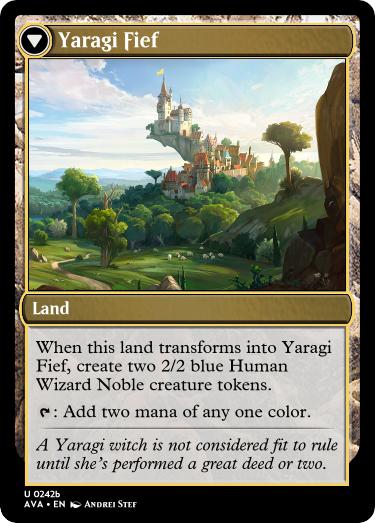 Yaragi Fief
Land
When this land transforms into Yaragi
Fief, create two 2/2 blue Human
Wizard Noble creature tokens.
: Add two mana of any one color.
A Yaragi witch is not considered fit to rule
until she's performed a great deed or two.
U 0242b
AVA • EN Andrei Stef